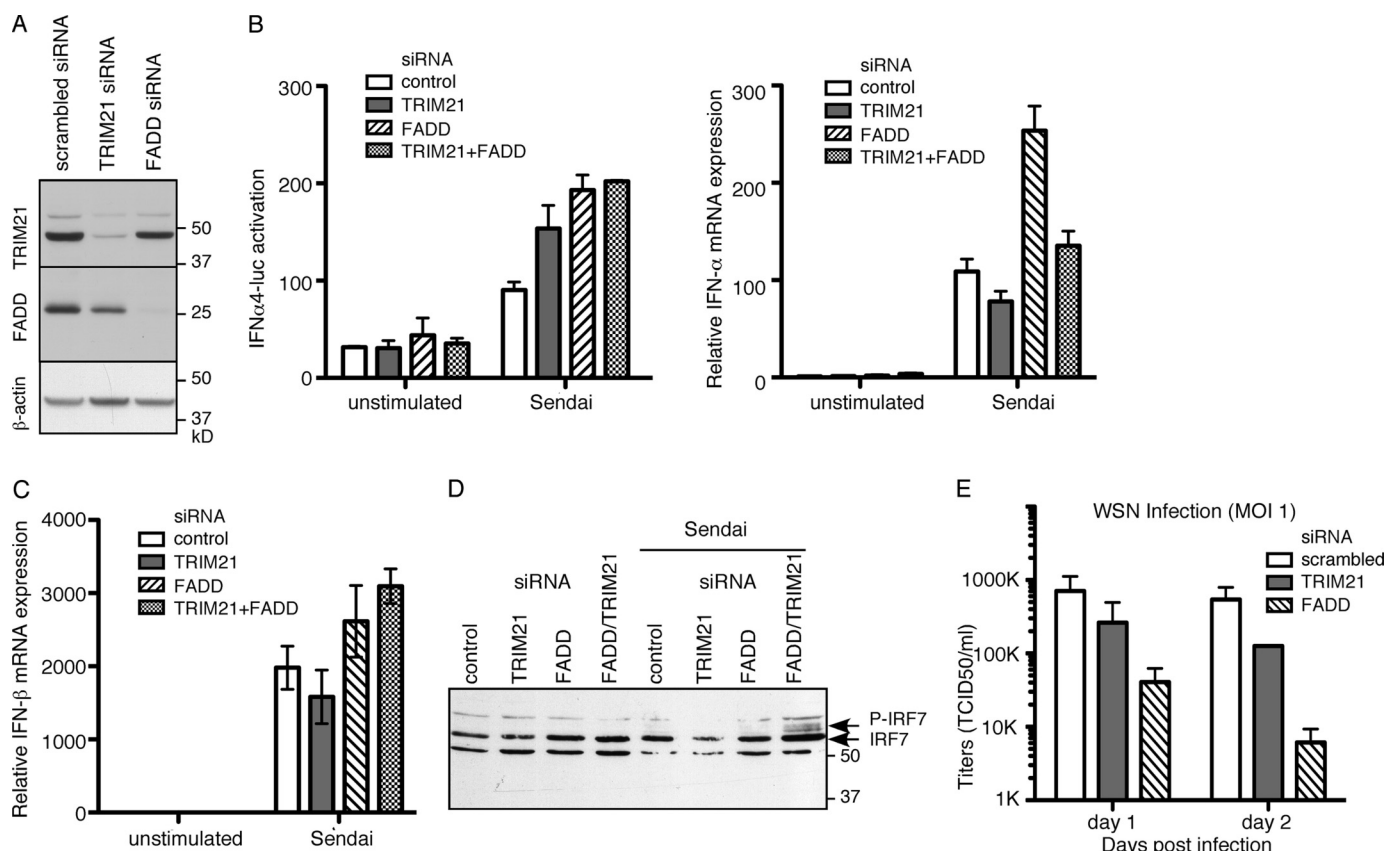 A
scrambled siRNA
TRIM21 siRNA
FADD siRNA
TRIM21
FADD
β-actin
50
37
25
50
37
kD
B
siRNA
control
TRIM21
FADD
TRIM21+FADD
IFNα4-luc activation
300
200
100
0
unstimulated
Sendai
siRNA
control
TRIM21
FADD
TRIM21+FADD
Relative IFN-α mRNA expression
300
200
100
0
unstimulated
Sendai
C
siRNA
control
TRIM21
FADD
TRIM21+FADD
Relative IFN-β mRNA expression
4000
3000
2000
1000
0
unstimulated
Sendai
D
Sendai
siRNA
siRNA
control
TRIM21
FADD
FADD/TRIM21
control
TRIM21
FADD
FADD/TRIM21
P-IRF7
IRF7
50
37
E
WSN Infection (MOI 1)
siRNA
scrambled
TRIM21
FADD
Titers (TCID50/ml)
1000K
100K
10K
1K
day 1
day 2
Days post infection